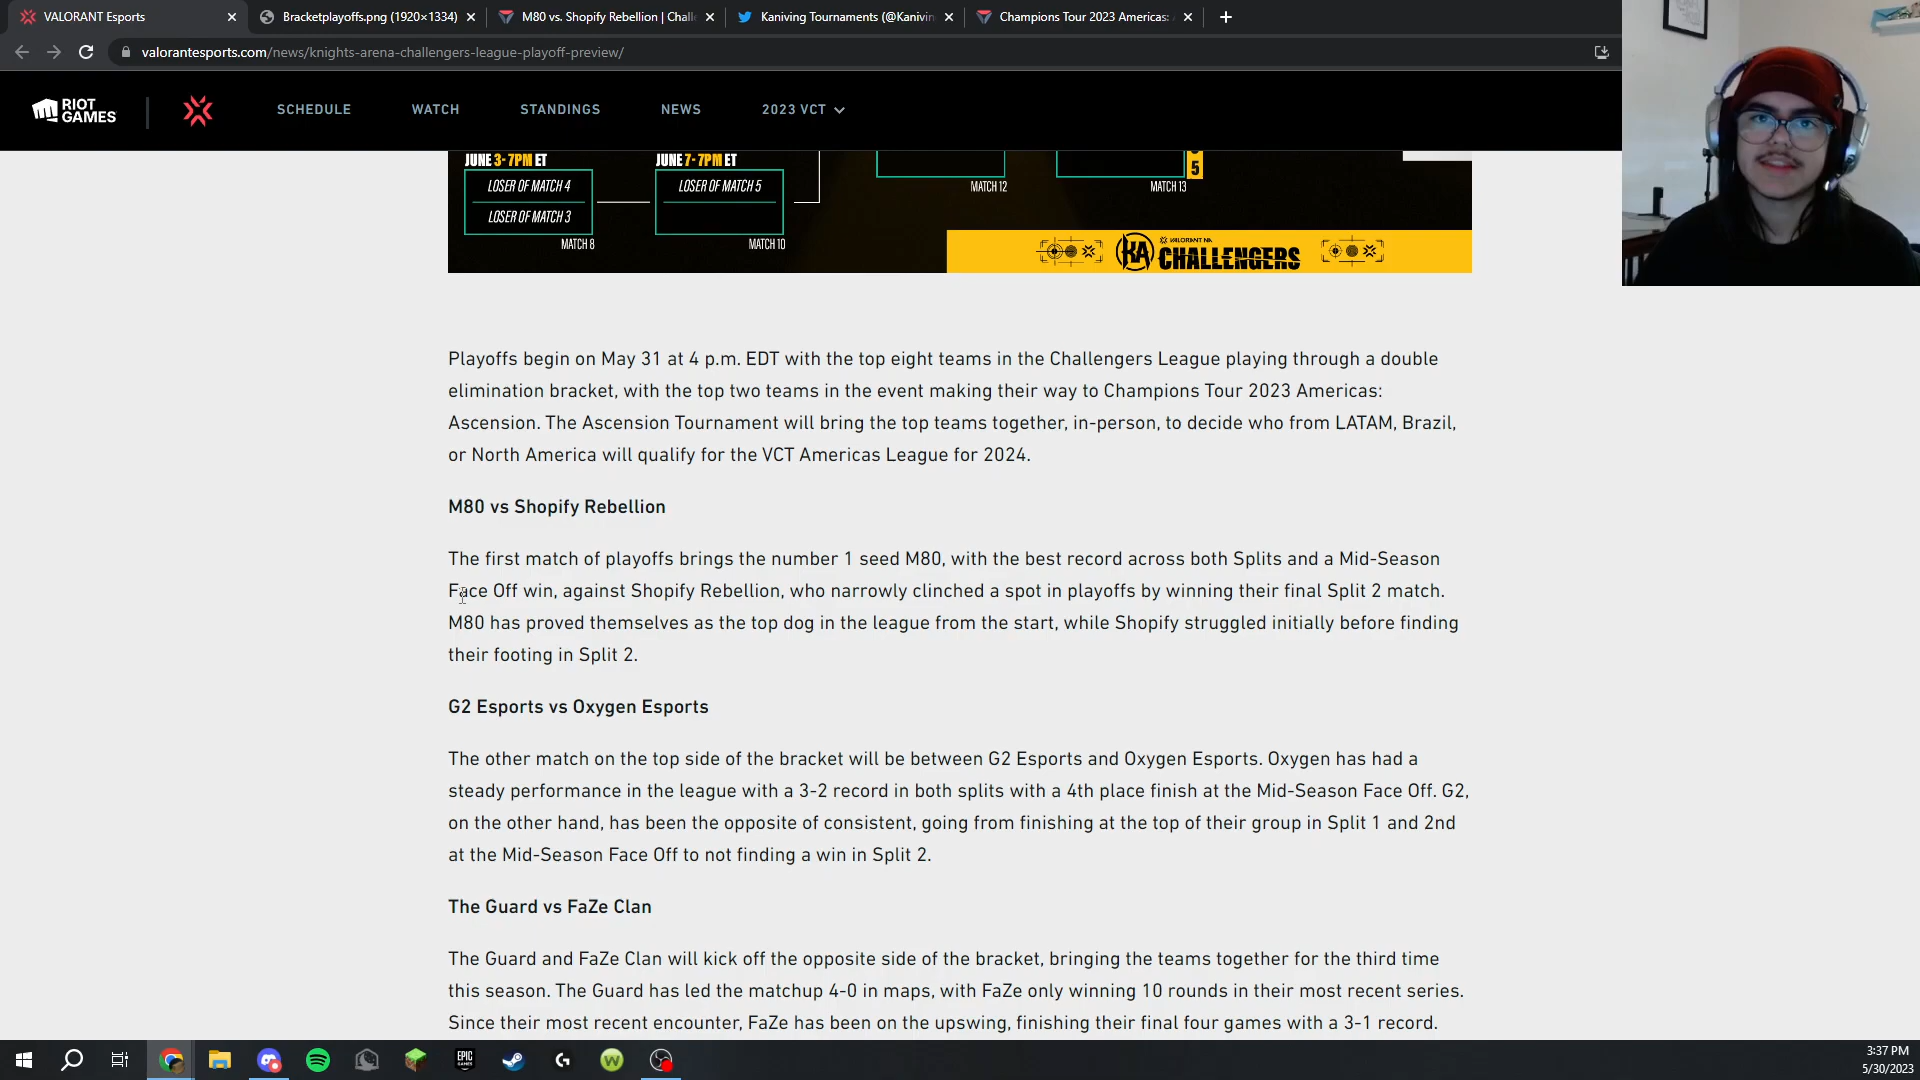 VALORANT Esports
Bracketplayoffs.png (1920×1334)
M80 vs. Shopify Rebellion | Chall
Kaniving Tournaments (@Kanivin
Champions Tour 2023 Americas:
valorantesports.com/news/knights-arena-challengers-league-playoff-preview/
RIOT GAMES
SCHEDULE
WATCH
STANDINGS
NEWS
2023 VCT
JUNE 3- 7PM ET
JUNE 7- 7PM ET
LOSER OF MATCH 4
LOSER OF MATCH 3
MATCH 8
LOSER OF MATCH 5
MATCH 10
MATCH 12
5
MATCH 13
KA
VALORANT NA
CHALLENGERS
Playoffs begin on May 31 at 4 p.m. EDT with the top eight teams in the Challengers League playing through a double
elimination bracket, with the top two teams in the event making their way to Champions Tour 2023 Americas:
Ascension. The Ascension Tournament will bring the top teams together, in-person, to decide who from LATAM, Brazil,
or North America will qualify for the VCT Americas League for 2024.
M80 vs Shopify Rebellion
The first match of playoffs brings the number 1 seed M80, with the best record across both Splits and a Mid-Season
Face Off win, against Shopify Rebellion, who narrowly clinched a spot in playoffs by winning their final Split 2 match.
M80 has proved themselves as the top dog in the league from the start, while Shopify struggled initially before finding
their footing in Split 2.
G2 Esports vs Oxygen Esports
The other match on the top side of the bracket will be between G2 Esports and Oxygen Esports. Oxygen has had a
steady performance in the league with a 3-2 record in both splits with a 4th place finish at the Mid-Season Face Off. G2,
on the other hand, has been the opposite of consistent, going from finishing at the top of their group in Split 1 and 2nd
at the Mid-Season Face Off to not finding a win in Split 2.
The Guard vs FaZe Clan
The Guard and FaZe Clan will kick off the opposite side of the bracket, bringing the teams together for the third time
this season. The Guard has led the matchup 4-0 in maps, with FaZe only winning 10 rounds in their most recent series.
Since their most recent encounter, FaZe has been on the upswing, finishing their final four games with a 3-1 record.
EPIC GAMES
3:37 PM
5/30/2023